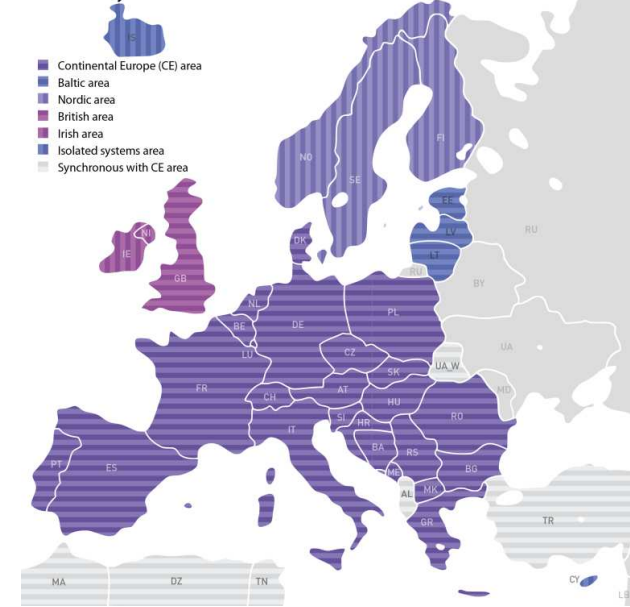 IS
Continental Europe (CE) area
Baltic area
Nordic area
British area
Irish area
Isolated systems area
Synchronous with CE area
FI
NO
SE
EE
NI
LV
RU
DK
IE
LT
RU
GB
BY
NL
PL
DE
BE
UA
CZ
LU
UA_W
SK
FR
AT
MD
CH
HU
SI
RO
HR
IT
BA
RS
PT
ES
ME
BG
MK
AL
GR
TR
MA
DZ
TN
CY
LB